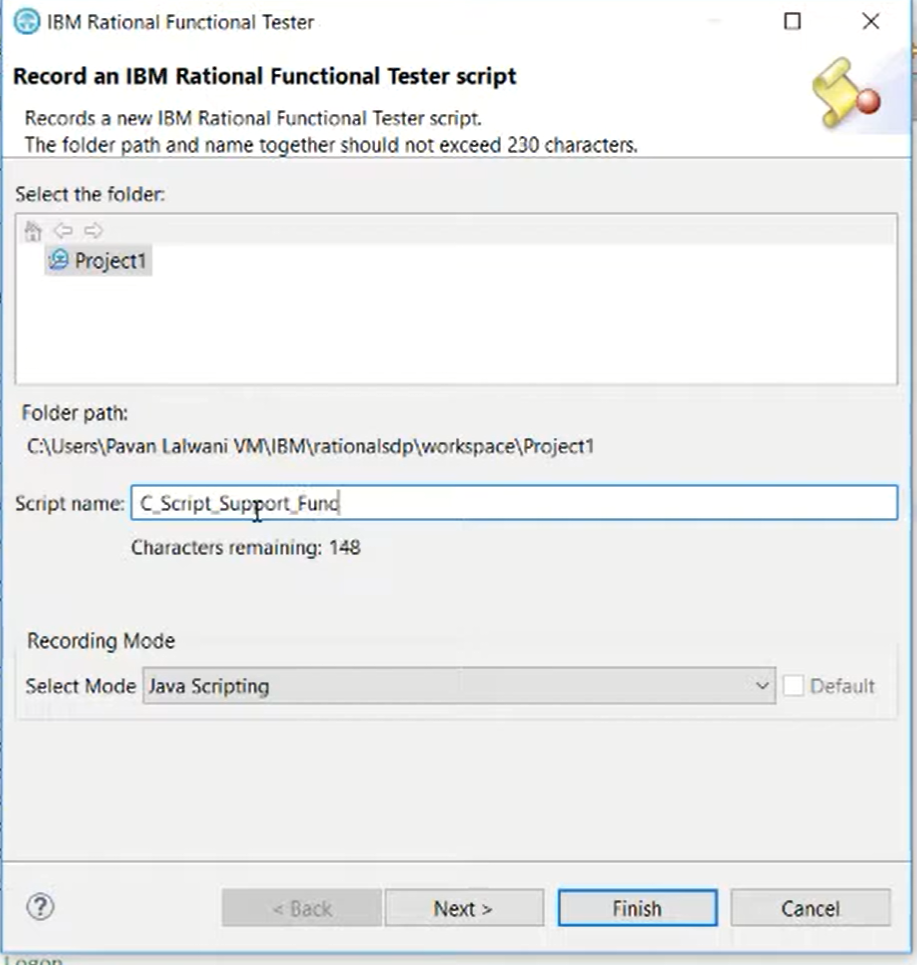 IBM Rational Functional Tester
Record an IBM Rational Functional Tester script
Records a new IBM Rational Functional Tester script.
The folder path and name together should not exceed 230 characters.
Select the folder:
Project1
Folder path:
C:\Users\Pavan Lalwani VM\IBM\rationalsdp\workspace\Project1
Script name: C_Script_Support_Func
Characters remaining: 148
Recording Mode
Select Mode Java Scripting Default
? < Back Next > Finish Cancel
Logon